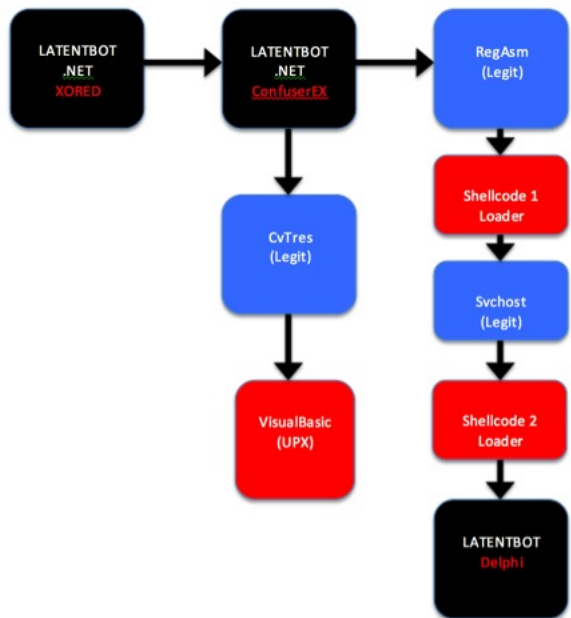 LATENTBOT
.NET
XORED
LATENTBOT
.NET
ConfuserEX
RegAsm
(Legit)
Shellcode 1
Loader
CvTres
(Legit)
Svchost
(Legit)
VisualBasic
(UPX)
Shellcode 2
Loader
LATENTBOT
Delphi